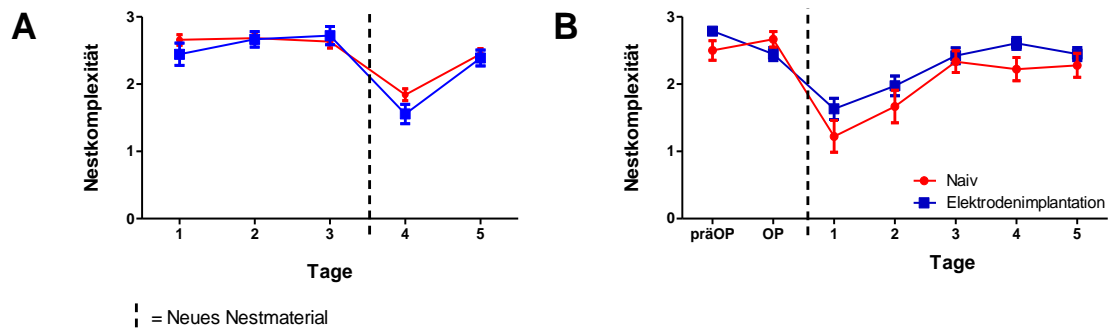 A
Nestkomplexität
3
2
1
0
1 2 3 4 5
Tage
= Neues Nestmaterial
B
Nestkomplexität
3
2
1
0
Naiv
Elektrodenimplantation
präOP OP 1 2 3 4 5
Tage